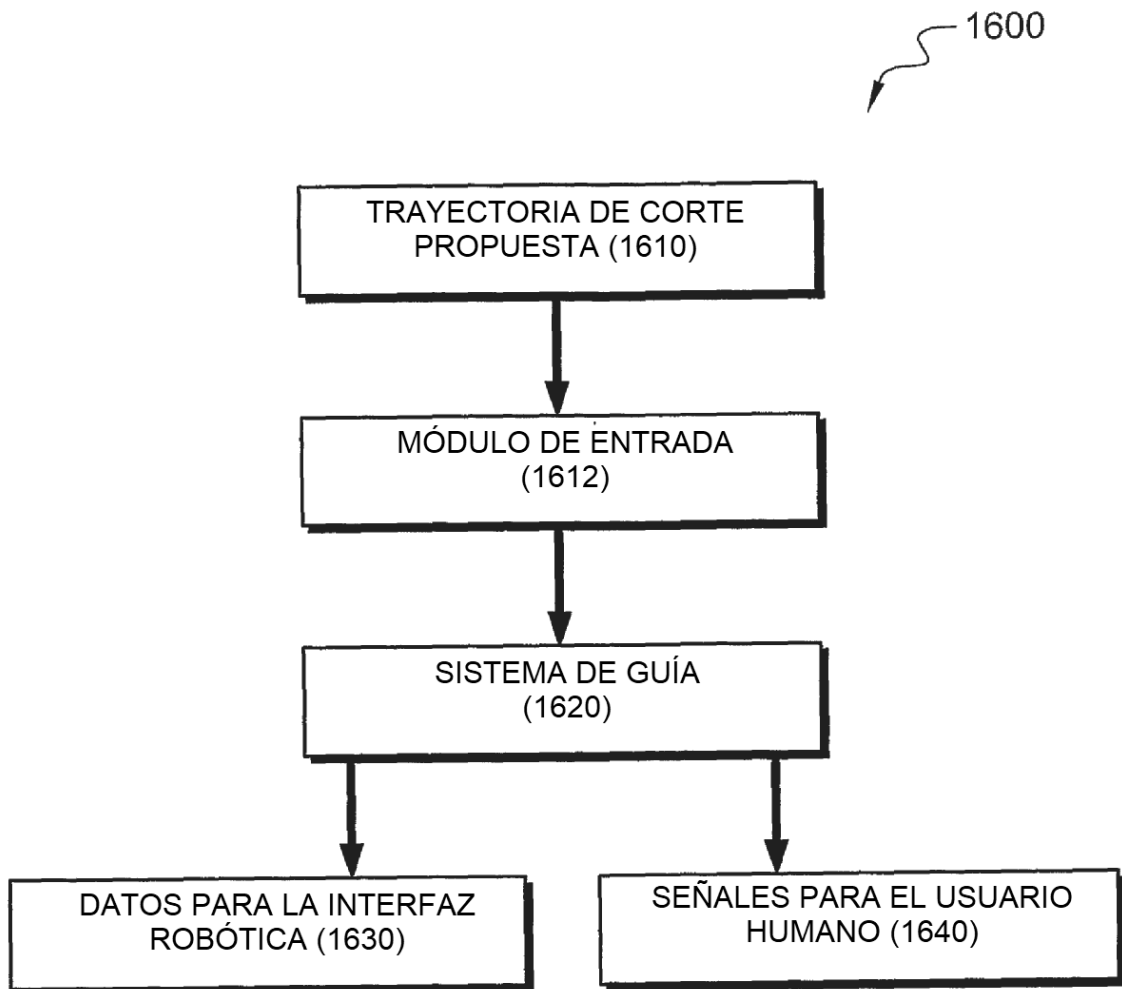 1600
TRAYECTORIA DE CORTE
PROPUESTA (1610)
MÓDULO DE ENTRADA
(1612)
SISTEMA DE GUÍA
(1620)
DATOS PARA LA INTERFAZ
ROBÓTICA (1630)
SEÑALES PARA EL USUARIO
HUMANO (1640)